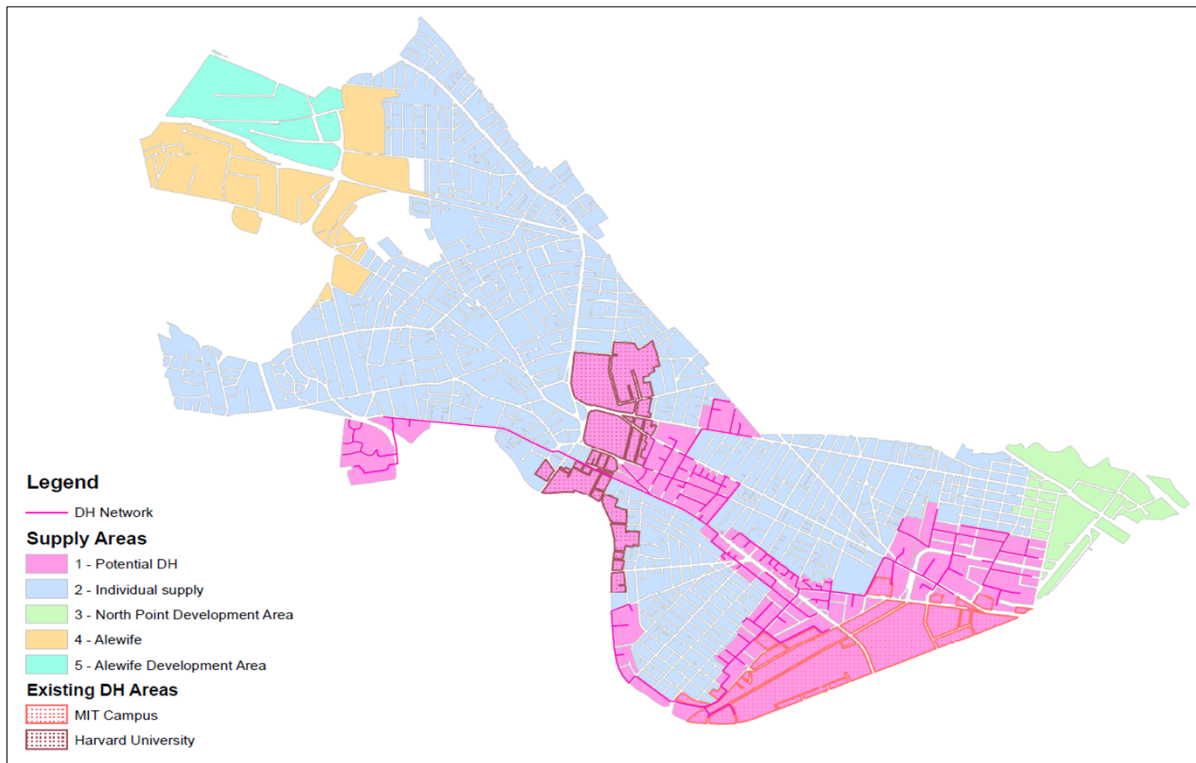 Legend
DH Network
Supply Areas
1 - Potential DH
2 - Individual supply
3 - North Point Development Area
4 - Alewife
5 - Alewife Development Area
Existing DH Areas
MIT Campus
Harvard University